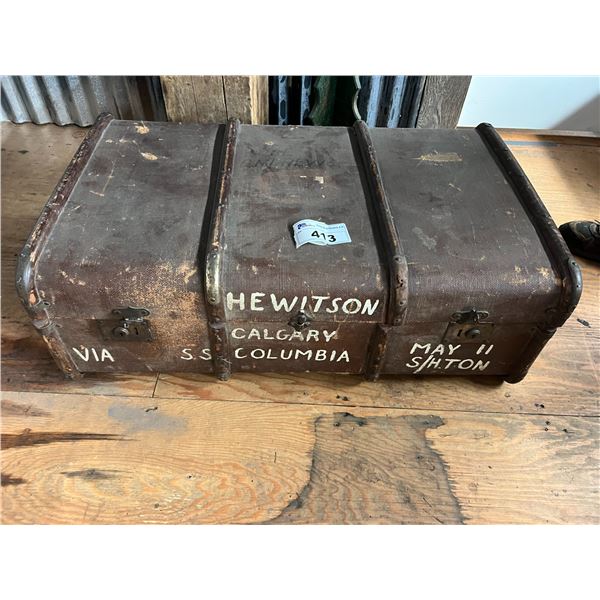 413
HEWITSON
CALGARY
VIA S.S. COLUMBIA
MAY 11
S/H.TON